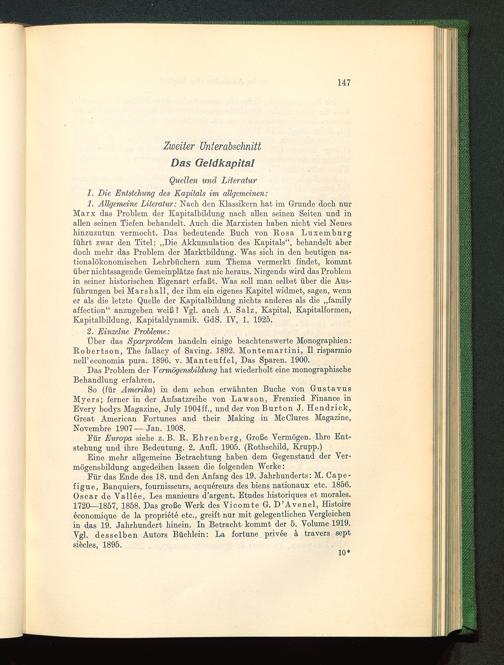 147
Zweiter Unterabschnitt
Das Geldkapital
Quellen und Literatur
I. Die Entstehung des Kapitals im allgemeinen:
1. Allgemeine Literatur: Nach den Klassikern hat im Grunde doch nur
Marx das Problem der Kapitalbildung nach allen seinen Seiten und in
allen seinen Tiefen behandelt. Auch die Marxisten haben nicht viel Neues
hinzuzutun vermocht. Das bedeutende Buch von Rosa Luxemburg
führt zwar den Titel: „Die Akkumulation des Kapitals“, behandelt aber
doch mehr das Problem der Marktbildung. Was sich in den heutigen na-
tionalökonomischen Lehrbüchern zum Thema vermerkt findet, kommt
über nichtssagende Gemeinplätze fast nie heraus. Nirgends wird das Problem
in seiner historischen Eigenart erfaßt. Was soll man selbst über die Aus-
führungen bei Marshall, der ihm ein eigenes Kapitel widmet, sagen, wenn
er als die letzte Quelle der Kapitalbildung nichts anderes als die „family
affection“ anzugeben weiß! Vgl. auch A. Salz, Kapital, Kapitalformen,
Kapitalbildung, Kapitaldynamik. GdS. IV, 1. 1925.
2. Einzelne Probleme:
Über das Sparproblem handeln einige beachtenswerte Monographien:
Robertson, The fallacy of Saving. 1892. Montemartini, Il risparmio
nell'economia pura. 1896. v. Manteuffel, Das Sparen. 1900.
Das Problem der Vermögensbildung hat wiederholt eine monographische
Behandlung erfahren.
So (für Amerika) in dem schon erwähnten Buche von Gustavus
Myers; ferner in der Aufsatzreihe von Lawson, Frenzied Finance in
Every bodys Magazine, July 1904ff., und der von Burton J. Hendrick,
Great American Fortunes and their Making in McClures Magazine,
Novembre 1907 — Jan. 1908.
Für Europa siehe z. B. R. Ehrenberg, Große Vermögen. Ihre Ent-
stehung und ihre Bedeutung. 2. Aufl. 1905. (Rothschild, Krupp.)
Eine mehr allgemeine Betrachtung haben dem Gegenstand der Ver-
mögensbildung angedeihen lassen die folgenden Werke:
Für das Ende des 18. und den Anfang des 19. Jahrhunderts: M. Cape-
figue, Banquiers, fournisseurs, acquéreurs des biens nationaux etc. 1856.
Oscar de Vallée, Les manieurs d'argent. Etudes historiques et morales.
1720—1857, 1858. Das große Werk des Vicomte G. D'Avenel, Histoire
économique de la propriété etc., greift nur mit gelegentlichen Vergleichen
in das 19. Jahrhundert hinein. In Betracht kommt der 5. Volume 1919.
Vgl. desselben Autors Büchlein: La fortune privée à travers sept
siècles, 1895.
10*